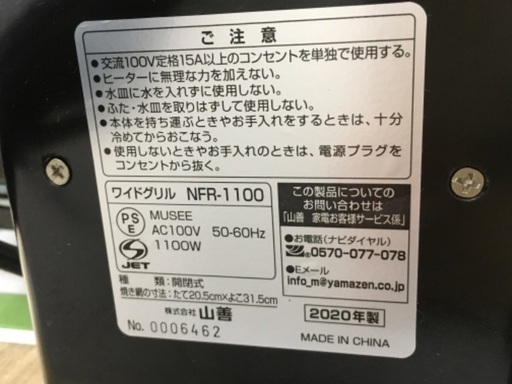 ご注意
●交流100V定格15A以上のコンセントを単独で使用する。
●ヒーターに無理な力を加えない。
●水皿に水を入れずに使用しない。
●ふた・水皿を取りはずして使用しない。
●本体を持ち運ぶときやお手入れをするときは、十分
冷めてからおこなう。
●使用しないときやお手入れのときは、電源プラグを
コンセントから抜く。
ワイドグリル NFR-1100
PS
E
MUSEE
AC100V 50-60Hz
1100W
JET
種 類：開閉式
焼き網の寸法：たて20.5cm×よこ31.5cm
株式会社 山善
No. 0006462
この製品についての
お問い合わせは
「山善 家電お客様サービス係」
●お電話（ナビダイヤル）
0570-077-078
●Eメール
info_m@yamazen.co.jp
2020年製
MADE IN CHINA